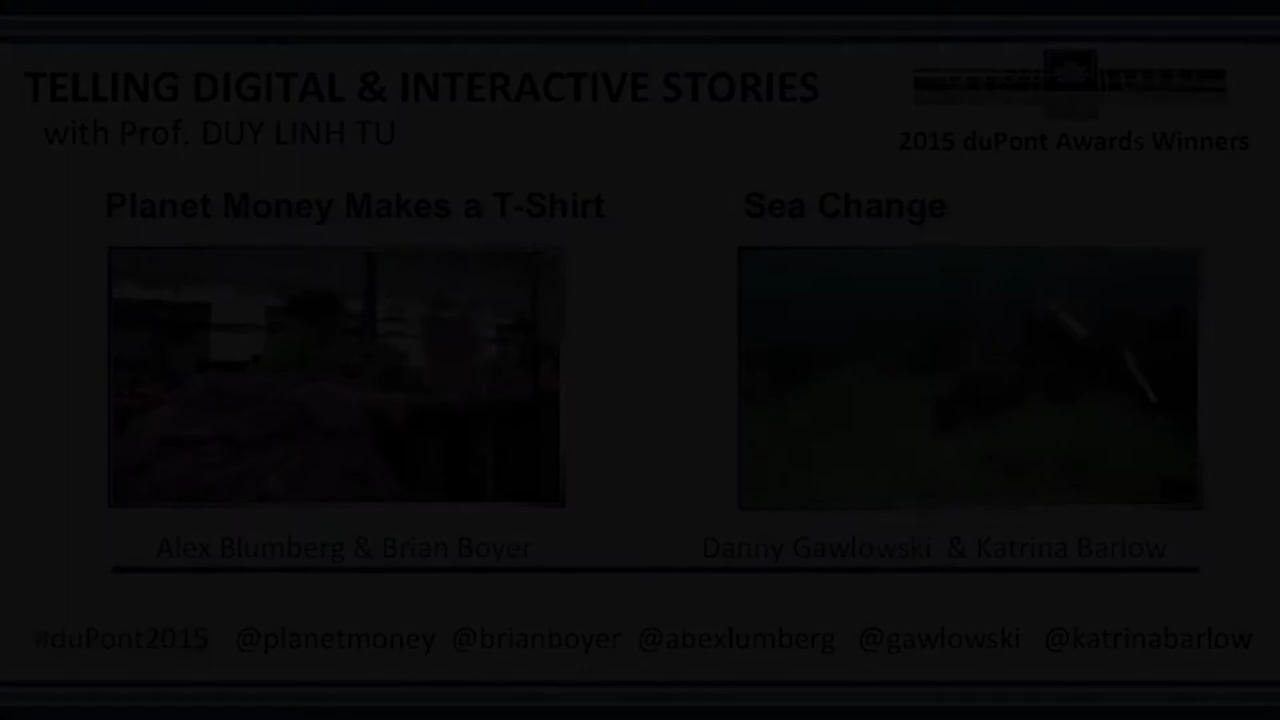 TELLING DIGITAL & INTERACTIVE STORIES
with Prof. DUY LINH TU
2015 duPont Awards Winners
Planet Money Makes a T-Shirt
Sea Change
Alex Blumberg & Brian Boyer
Danny Gawlowski & Katrina Barlow
#duPont2015 @planetmoney @brianboyer @abexlumberg @gawlowski @katrinabarlow